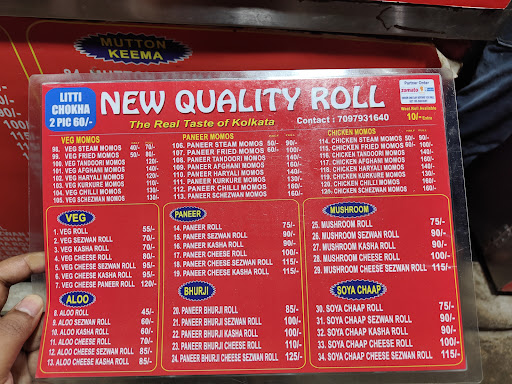 MUTTON
KEEMA
LITTI
CHOKHA
2 PIC 60/-
NEW QUALITY ROLL
The Real Taste of Kolkata
Contact : 7097931640
Partner Order
zomato
10/- Extra
VEG MOMOS
98. VEG STEAM MOMOS 40/- 70/-
99. VEG FRIED MOMOS
100. VEG TANDOORI MOMOS
101. VEG AFGHANI MOMOS
102. VEG HARYALI MOMOS
103. VEG KURKURE MOMOS
104. VEG CHILLI MOMOS
105. VEG SCHEZWAN MOMOS 130/-
PANEER MOMOS
106. PANEER STEAM MOMOS 50/- 90/-
107. PANEER FRIED MOMOS
108. PANEER TANDOORI MOMOS
109. PANEER AFGHANI MOMOS
110. PANEER HARYALI MOMOS
111. PANEER KURKURE MOMOS
112. PANEER CHILLI MOMOS
113. PANEER SCHEZWAN MOMOS 140/-
CHICKEN MOMOS
114. CHICKEN STEAM MOMOS
115. CHICKEN FRIED MOMOS
116. CHICKEN TANDOORI MOMOS
117. CHICKEN AFGHANI MOMOS
118. CHICKEN HARYALI MOMOS
119. CHICKEN KURKURE MOMOS
120. CHICKEN CHILLI MOMOS
121. CHICKEN SCHEZWAN MOMOS 160/-
VEG
1. VEG ROLL 55/-
2. VEG SEZWAN ROLL 70/-
3. VEG KASHA ROLL 70/-
4. VEG CHEESE ROLL 80/-
5. VEG CHEESE SEZWAN ROLL 95/-
6. VEG CHEESE KASHA ROLL 95/-
7. VEG CHEESE PANEER ROLL 120/-
ALOO
8. ALOO ROLL 45/-
9. ALOO SEZWAN ROLL 60/-
10. ALOO KASHA ROLL 60/-
11. ALOO CHEESE ROLL 70/-
12. ALOO CHEESE SEZWAN ROLL 85/-
13. ALOO CHEESE KASHA ROLL 85/-
PANEER
14. PANEER ROLL 75/-
15. PANEER SEZWAN ROLL 90/-
16. PANEER KASHA ROLL 90/-
17. PANEER CHEESE ROLL 100/-
18. PANEER CHEESE SEZWAN ROLL 115/-
19. PANEER CHEESE KASHA ROLL 115/-
BHURJI
20. PANEER BHURJI ROLL 85/-
21. PANEER BHURJI SEZWAN ROLL 100/-
22. PANEER BHURJI KASHA ROLL 100/-
23. PANEER BHURJI CHEESE ROLL 110/-
24. PANEER BHURJI CHEESE SEZWAN ROLL 125/-
MUSHROOM
25. MUSHROOM ROLL 75/-
26. MUSHROOM SEZWAN ROLL 90/-
27. MUSHROOM KASHA ROLL 90/-
28. MUSHROOM CHEESE ROLL 100/-
29. MUSHROOM CHEESE SEZWAN ROLL 115/-
SOYA CHAAP
30. SOYA CHAAP ROLL 75/-
31. SOYA CHAAP SEZWAN ROLL 90/-
32. SOYA CHAAP KASHA ROLL 90/-
33. SOYA CHAAP CHEESE ROLL 100/-
34. SOYA CHAAP CHEESE SEZWAN ROLL 115/-